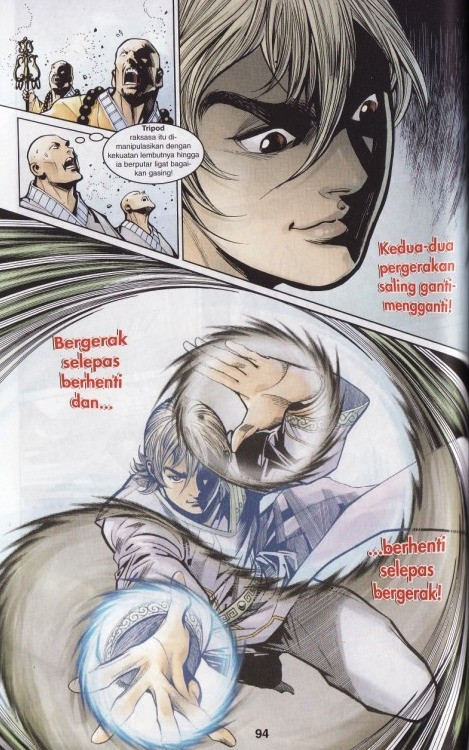 Tripod
raksasa itu di-
manipulasikan dengan
kekuatan lembutnya hingga
ia berputar ligat bagai-
kan gasing!
Kedua-dua
pergerakan
saling ganti-
mengganti!
Bergerak
selepas
berhenti
dan...
...berhenti
selepas
bergerak!
94